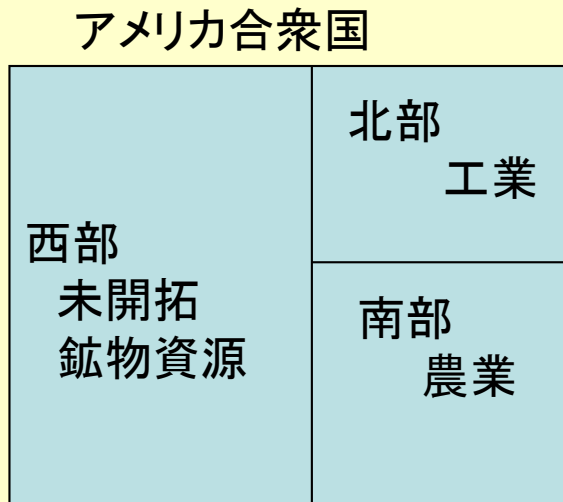 アメリカ合衆国
西部
未開拓
鉱物資源
北部
工業
南部
農業